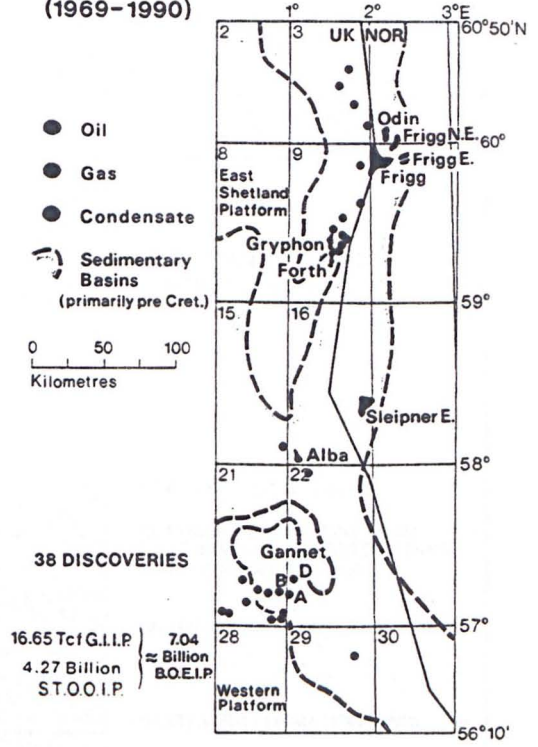 (1969-1990)
1° 2° 3°E
60°50'N
2 3 UK NOR
Oil
Gas
Condensate
Sedimentary
Basins
(primarily pre Cret.)
0 50 100
Kilometres
Odin
Frigg N.E.
60°
8 9
Frigg E.
Frigg
East
Shetland
Platform
Gryphon
Forth
59°
15 16
Sleipner E.
Alba
58°
21 22
Gannet
D
B
A
38 DISCOVERIES
57°
28 29 30
16.65 Tcf G.I.I.P.
4.27 Billion
S.T.O.O.I.P.
7.04
≈ Billion
B.O.E.I.P.
Western
Platform
56°10'